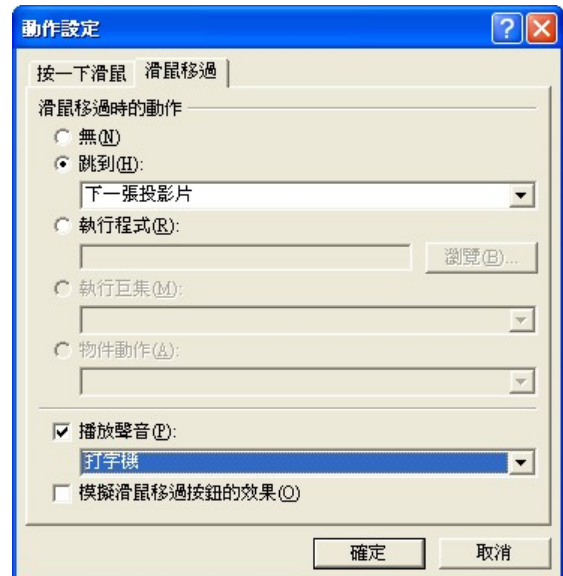 動作設定
按一下滑鼠 滑鼠移過
滑鼠移過時的動作
無(N)
跳到(H):
下一張投影片
執行程式(R):
瀏覽(B)...
執行巨集(M):
物件動作(A):
播放聲音(P):
打字機
模擬滑鼠移過按鈕的效果(O)
確定 取消